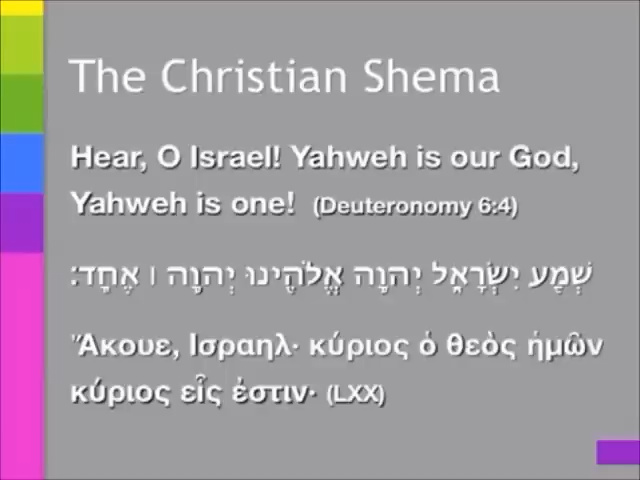 The Christian Shema
Hear, O Israel! Yahweh is our God,
Yahweh is one! (Deuteronomy 6:4)
שְׁמַ֖ע יִשְׂרָאֵ֑ל יְהוָ֥ה אֱלֹהֵ֖ינוּ יְהוָ֥ה ׀ אֶחָֽד׃
Ἄκουε, Ισραηλ· κύριος ὁ θεὸς ἡμῶν
κύριος εἷς ἐστιν· (LXX)